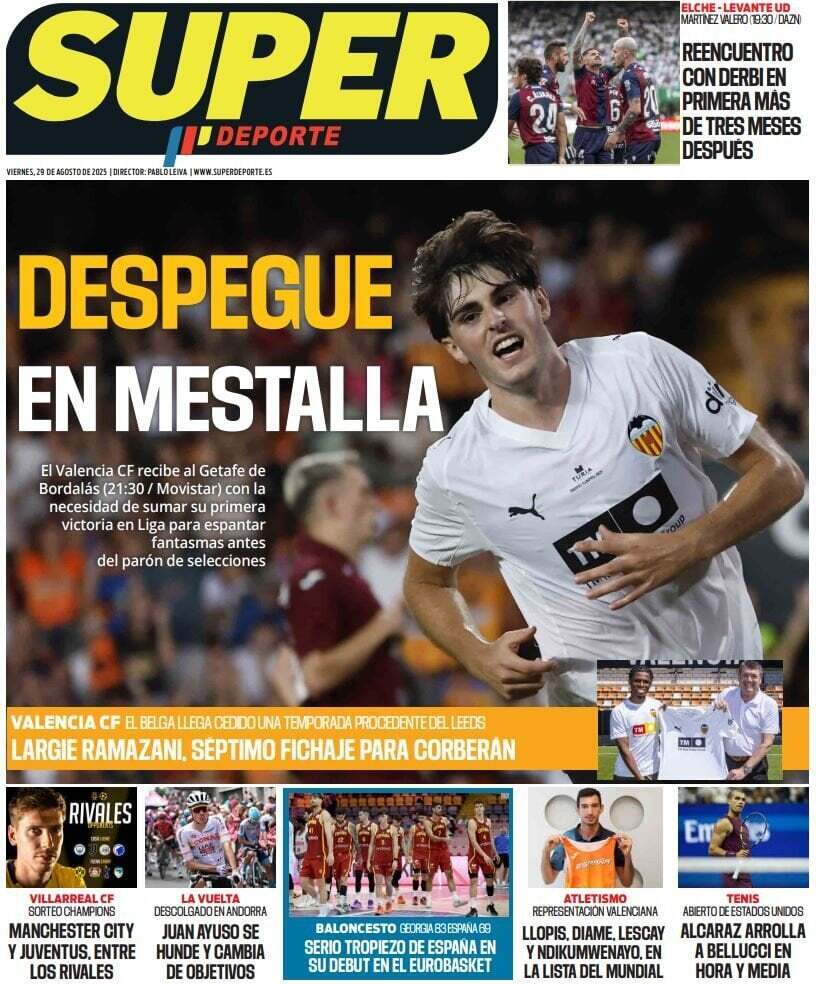 SUPER
DEPORTE
VIERNES, 29 DE AGOSTO DE 2025 | DIRECTOR: PABLO LEIVA | WWW.SUPERDEPORTE.ES
ELCHE - LEVANTE UD
MARTÍNEZ VALERO (19:30 / DAZN)
REENCUENTRO
CON DERBI EN
PRIMERA MÁS
DE TRES MESES
DESPUÉS
24
6
20
DESPEGUE
EN MESTALLA
El Valencia CF recibe al Getafe de
Bordalás (21:30 / Movistar) con la
necesidad de sumar su primera
victoria en Liga para espantar
fantasmas antes
del parón de selecciones
TURIA
TM
VALENCIA CF EL BELGA LLEGA CEDIDO UNA TEMPORADA PROCEDENTE DEL LEEDS
LARGIE RAMAZANI, SÉPTIMO FICHAJE PARA CORBERÁN
TM
RIVALES
VILLARREAL CF
SORTEO CHAMPIONS
MANCHESTER CITY
Y JUVENTUS, ENTRE
LOS RIVALES
LA VUELTA
DESCOLGADO EN ANDORRA
JUAN AYUSO SE
HUNDE Y CAMBIA
DE OBJETIVOS
BALONCESTO GEORGIA 83 ESPAÑA 69
SERIO TROPIEZO DE ESPAÑA EN
SU DEBUT EN EL EUROBASKET
ESPAÑA
ATLETISMO
REPRESENTACIÓN VALENCIANA
LLOPIS, DIAME, LESCAY
Y NDIKUMWENAYO, EN
LA LISTA DEL MUNDIAL
TENIS
ABIERTO DE ESTADOS UNIDOS
ALCARAZ ARROLLA
A BELLUCCI EN
HORA Y MEDIA